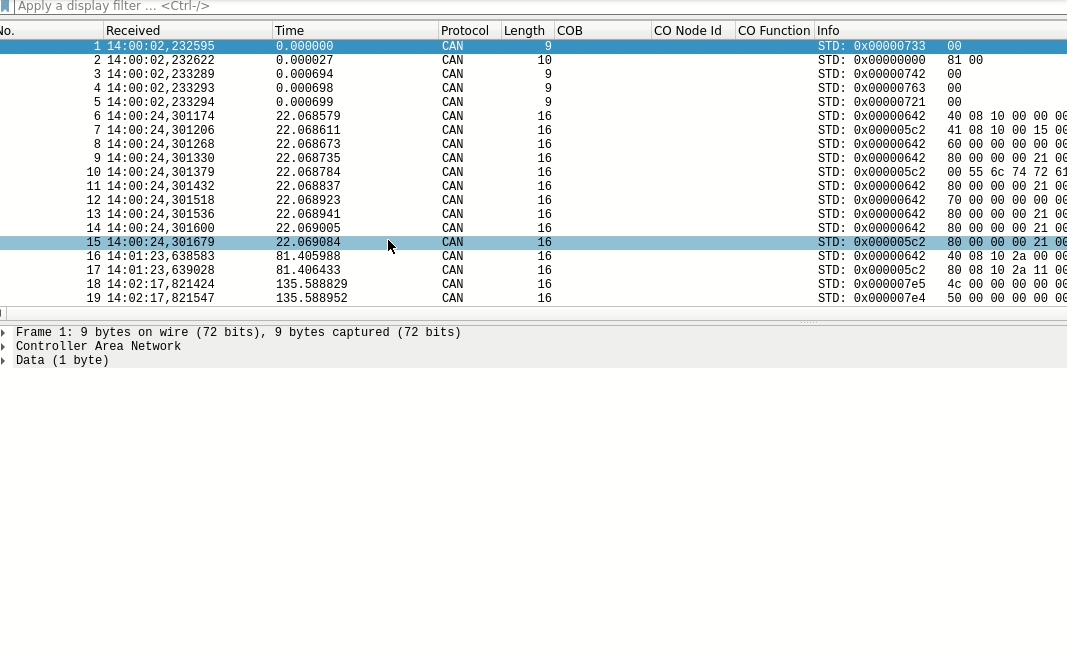 Apply a display filter ... <Ctrl-/>
No. Received Time Protocol Length COB CO Node Id CO Function Info
1 14:00:02,232595 0.000000 CAN 9 STD: 0x00000733 00
2 14:00:02,232622 0.000027 CAN 10 STD: 0x00000000 81 00
3 14:00:02,233289 0.000694 CAN 9 STD: 0x00000742 00
4 14:00:02,233293 0.000698 CAN 9 STD: 0x00000763 00
5 14:00:02,233294 0.000699 CAN 9 STD: 0x00000721 00
6 14:00:24,301174 22.068579 CAN 16 STD: 0x00000642 40 08 10 00 00 00
7 14:00:24,301206 22.068611 CAN 16 STD: 0x000005c2 41 08 10 00 15 00
8 14:00:24,301268 22.068673 CAN 16 STD: 0x00000642 60 00 00 00 00 00
9 14:00:24,301330 22.068735 CAN 16 STD: 0x00000642 80 00 00 00 21 00
10 14:00:24,301379 22.068784 CAN 16 STD: 0x000005c2 00 55 6c 74 72 61
11 14:00:24,301432 22.068837 CAN 16 STD: 0x00000642 80 00 00 00 21 00
12 14:00:24,301518 22.068923 CAN 16 STD: 0x00000642 70 00 00 00 00 00
13 14:00:24,301536 22.068941 CAN 16 STD: 0x00000642 80 00 00 00 21 00
14 14:00:24,301600 22.069005 CAN 16 STD: 0x00000642 80 00 00 00 21 00
15 14:00:24,301679 22.069084 CAN 16 STD: 0x000005c2 80 00 00 00 21 00
16 14:01:23,638583 81.405988 CAN 16 STD: 0x00000642 40 08 10 2a 00 00
17 14:01:23,639028 81.406433 CAN 16 STD: 0x000005c2 80 08 10 2a 11 00
18 14:02:17,821424 135.588829 CAN 16 STD: 0x000007e5 4c 00 00 00 00 00
19 14:02:17,821547 135.588952 CAN 16 STD: 0x000007e4 50 00 00 00 00 00
Frame 1: 9 bytes on wire (72 bits), 9 bytes captured (72 bits)
Controller Area Network
Data (1 byte)